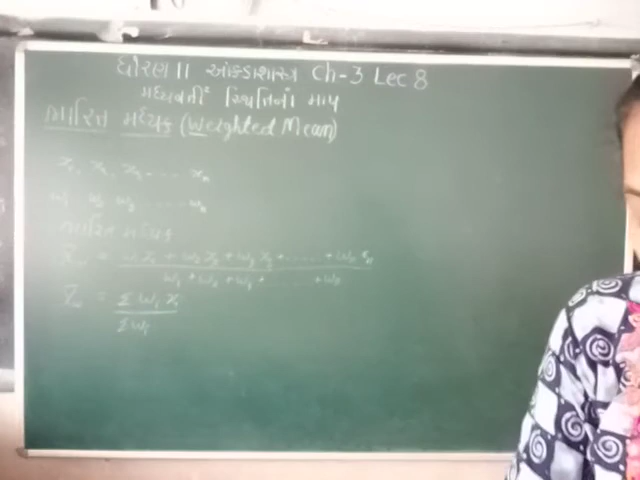 ધોરણ 11 આંકડાશાસ્ત્ર Ch-3 Lec 8
મધ્યવર્તી સ્થિતિનાં માપ
ભારિત મધ્યક (Weighted Mean)
x₁, x₂, x₃ ..... xₙ
w₁ w₂ w₃ ...... wₙ
ભારિત મધ્યક
x̄w = w₁x₁ + w₂x₂ + w₃x₃ + ...... + wₙxₙ / w₁ + w₂ + w₃ + ...... + wₙ
x̄w = Σwᵢxᵢ / Σwᵢ